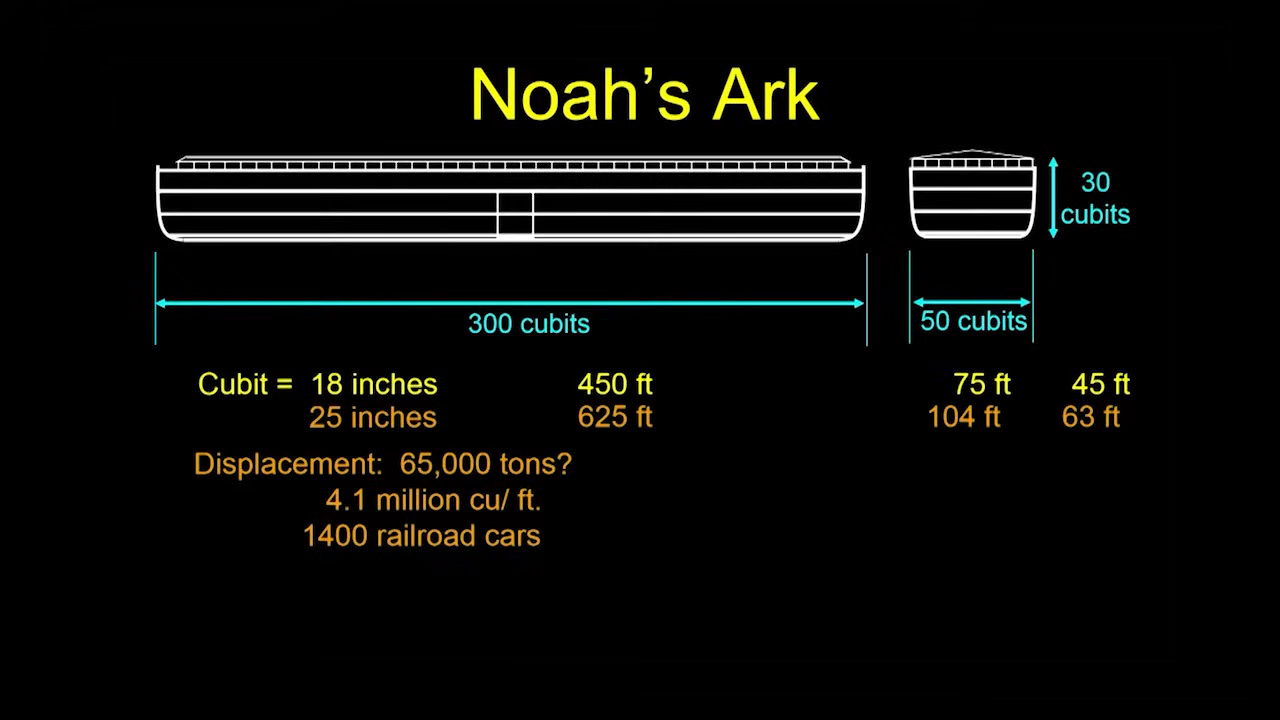 Noah's Ark
30
cubits
300 cubits
50 cubits
Cubit = 18 inches 450 ft 75 ft 45 ft
25 inches 625 ft 104 ft 63 ft
Displacement: 65,000 tons?
4.1 million cu/ ft.
1400 railroad cars